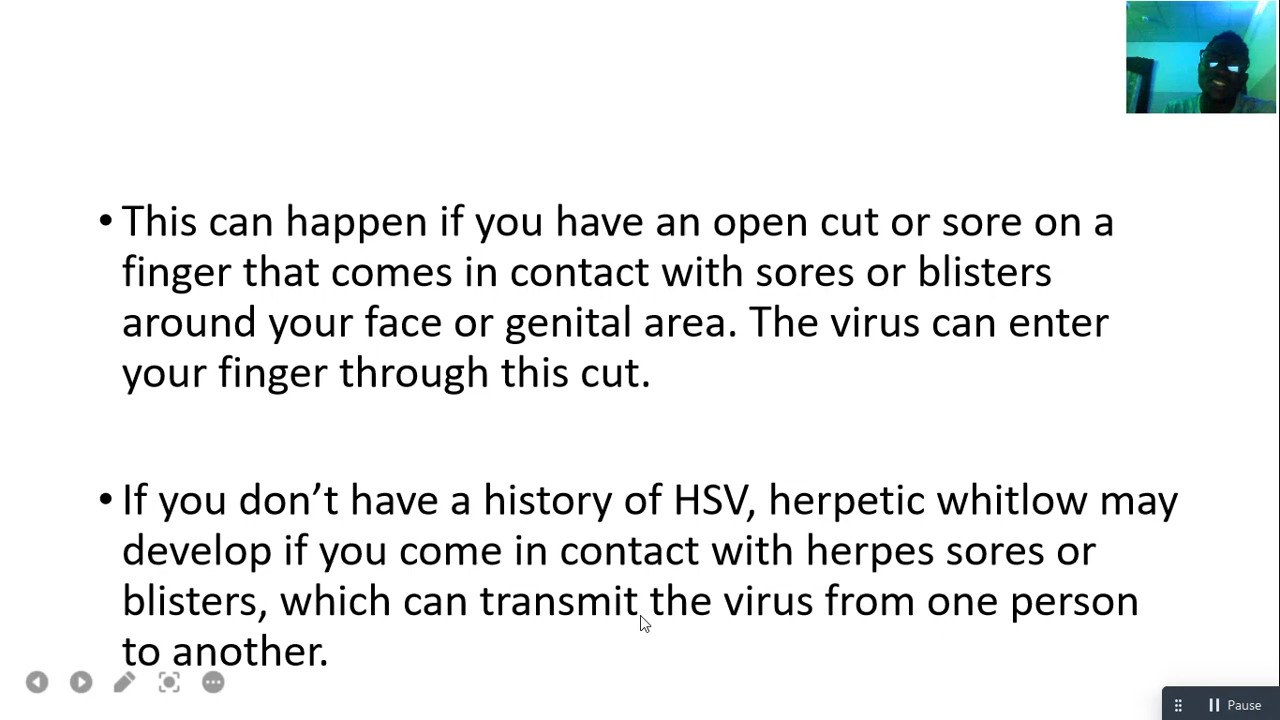 • This can happen if you have an open cut or sore on a
finger that comes in contact with sores or blisters
around your face or genital area. The virus can enter
your finger through this cut.
• If you don’t have a history of HSV, herpetic whitlow may
develop if you come in contact with herpes sores or
blisters, which can transmit the virus from one person
to another.
Pause